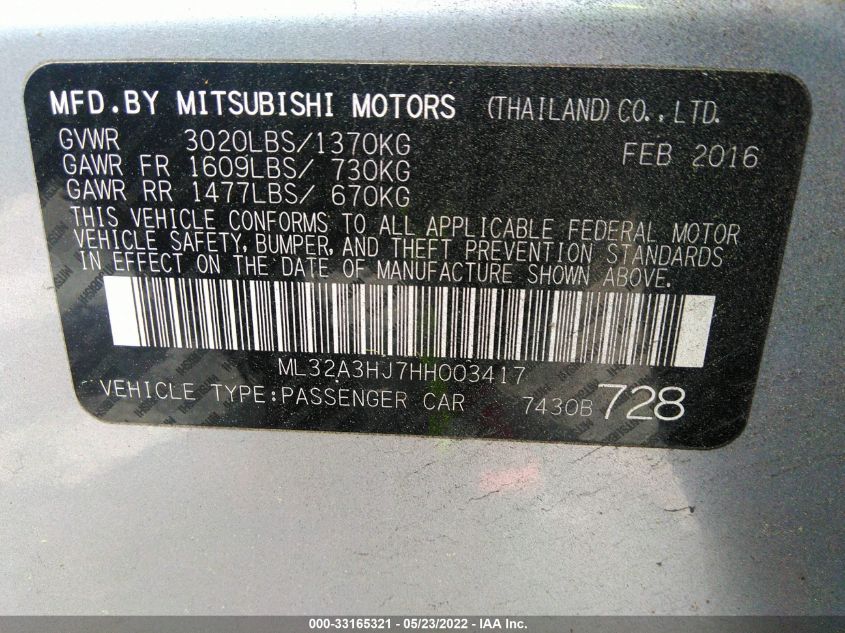 MFD.BY MITSUBISHI MOTORS (THAILAND) CO.,LTD.
GVWR 3020LBS/1370KG FEB 2016
GAWR FR 1609LBS/ 730KG
GAWR RR 1477LBS/ 670KG
THIS VEHICLE CONFORMS TO ALL APPLICABLE FEDERAL MOTOR
VEHICLE SAFETY, BUMPER, AND THEFT PREVENTION STANDARDS
IN EFFECT ON THE DATE OF MANUFACTURE SHOWN ABOVE.
ML32A3HJ7HH003417
VEHICLE TYPE:PASSENGER CAR 7430B 728
000-33165321 - 05/23/2022 - IAA Inc.